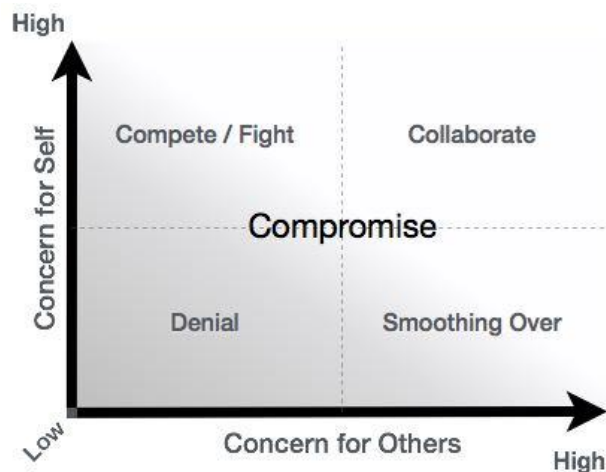 High
Concern for Self
Compete / Fight
Collaborate
Compromise
Denial
Smoothing Over
Low
Concern for Others
High